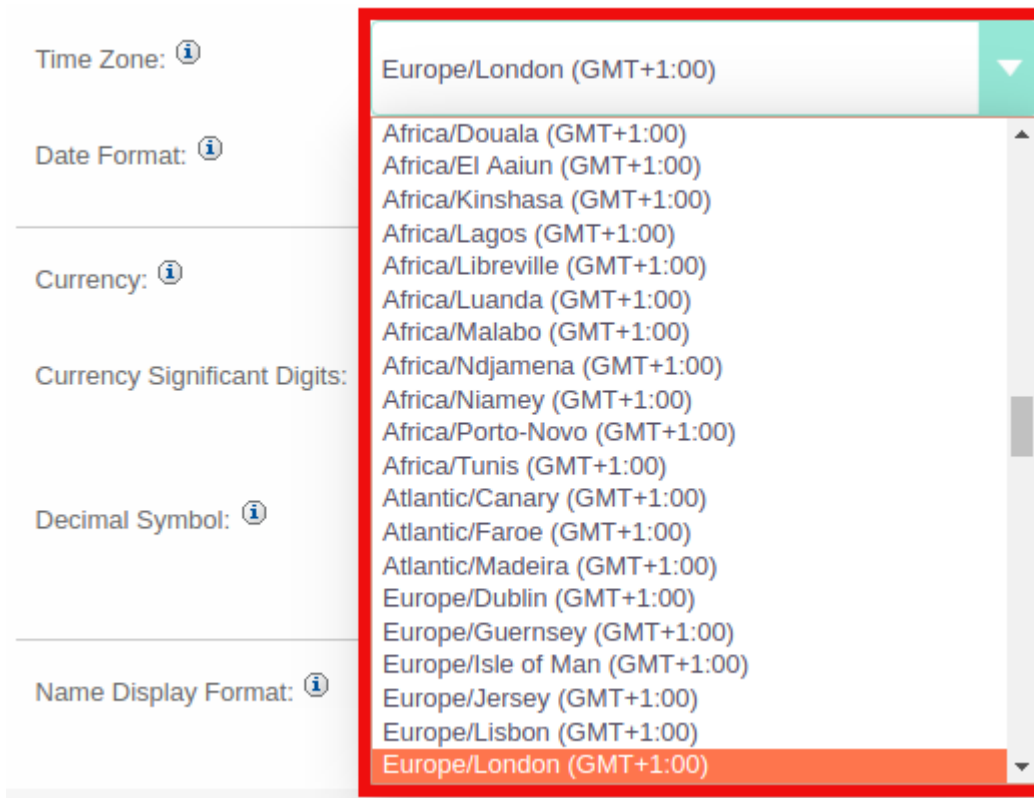 Time Zone:
Europe/London (GMT+1:00)
Africa/Douala (GMT+1:00)
Africa/El Aaiun (GMT+1:00)
Africa/Kinshasa (GMT+1:00)
Africa/Lagos (GMT+1:00)
Africa/Libreville (GMT+1:00)
Africa/Luanda (GMT+1:00)
Africa/Malabo (GMT+1:00)
Africa/Ndjamena (GMT+1:00)
Africa/Niamey (GMT+1:00)
Africa/Porto-Novo (GMT+1:00)
Africa/Tunis (GMT+1:00)
Atlantic/Canary (GMT+1:00)
Atlantic/Faroe (GMT+1:00)
Atlantic/Madeira (GMT+1:00)
Europe/Dublin (GMT+1:00)
Europe/Guernsey (GMT+1:00)
Europe/Isle of Man (GMT+1:00)
Europe/Jersey (GMT+1:00)
Europe/Lisbon (GMT+1:00)
Europe/London (GMT+1:00)
Date Format:
Currency:
Currency Significant Digits:
Decimal Symbol:
Name Display Format: